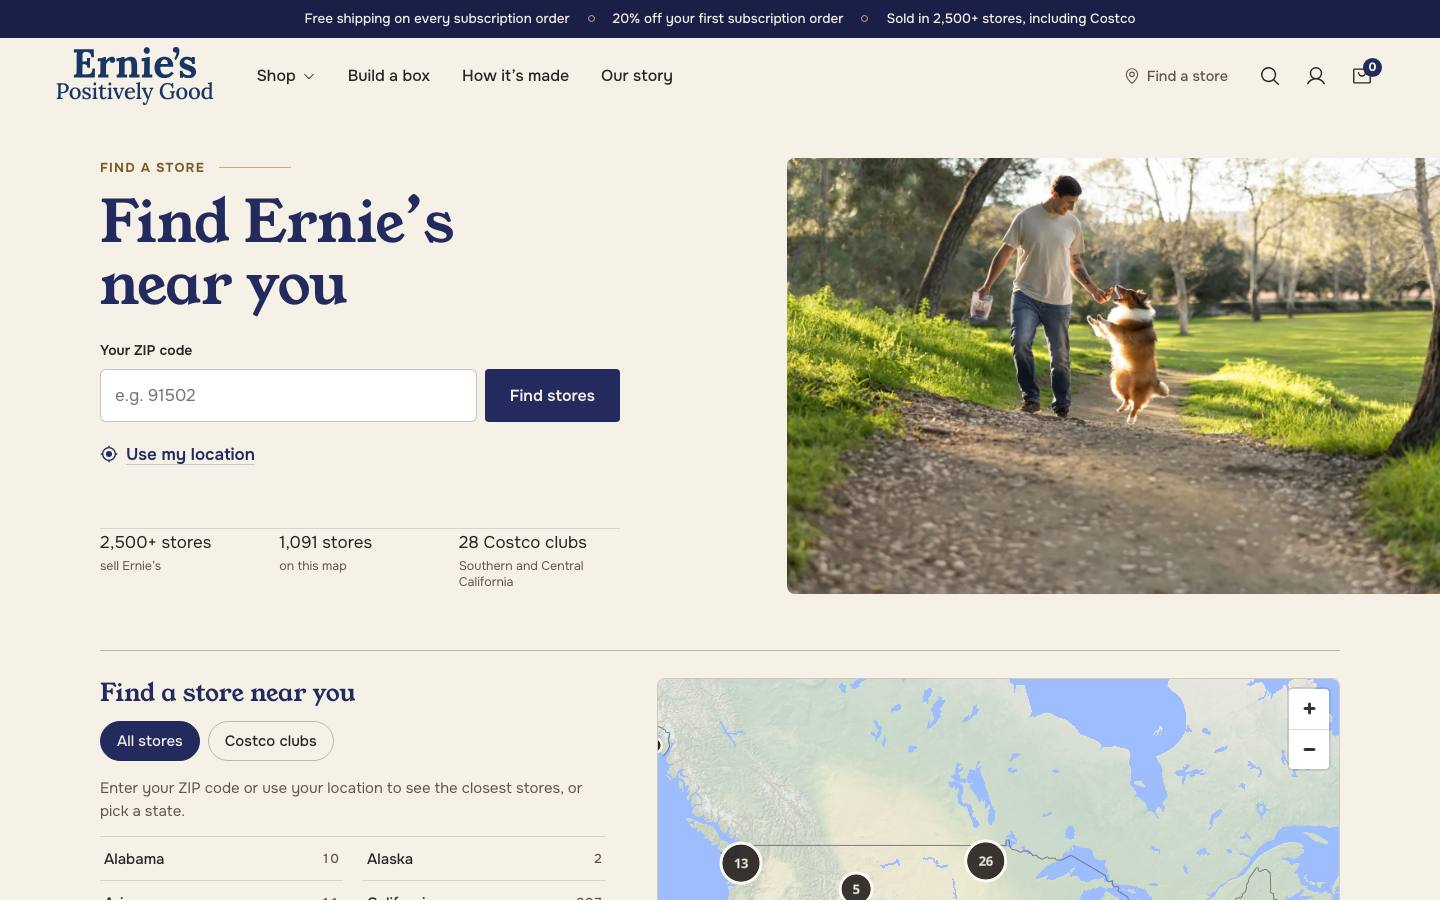 Free shipping on every subscription order
20% off your first subscription order
Sold in 2,500+ stores, including Costco
Ernie's
Positively Good
Shop
Build a box
How it’s made
Our story
Find a store
0
FIND A STORE
Find Ernie’s
near you
Your ZIP code
e.g. 91502
Find stores
Use my location
2,500+ stores
sell Ernie’s
1,091 stores
on this map
28 Costco clubs
Southern and Central
California
Find a store near you
All stores
Costco clubs
Enter your ZIP code or use your location to see the closest stores, or
pick a state.
Alabama 10
Alaska 2
+
−
13
26
5